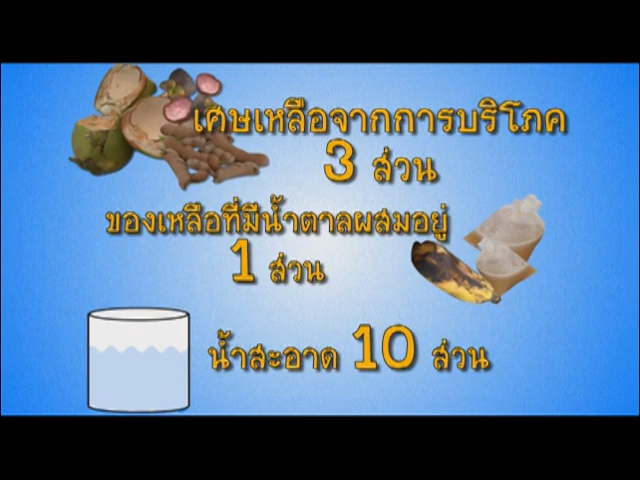 เศษเหลือจากการบริโภค
3 ส่วน
ของเหลือที่มีน้ำตาลผสมอยู่
1 ส่วน
น้ำสะอาด 10 ส่วน